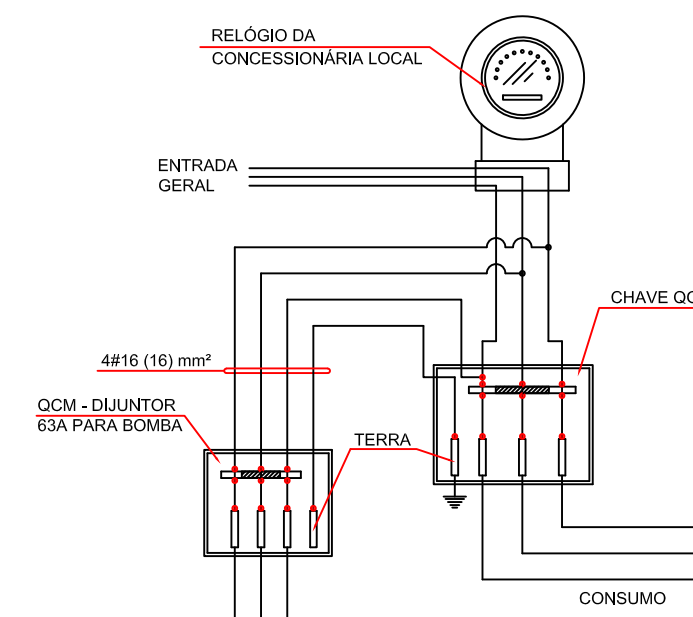 RELÓGIO DA
CONCESSIONÁRIA LOCAL
ENTRADA
GERAL
CHAVE QC
4#16 (16) mm²
QCM - DIJUNTOR
63A PARA BOMBA
TERRA
CONSUMO